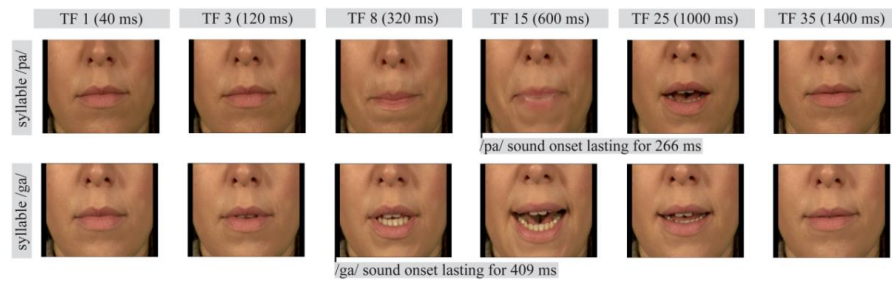 TF 1 (40 ms) TF 3 (120 ms) TF 8 (320 ms) TF 15 (600 ms) TF 25 (1000 ms) TF 35 (1400 ms)
syllable /pa/
/pa/ sound onset lasting for 266 ms
syllable /ga/
/ga/ sound onset lasting for 409 ms